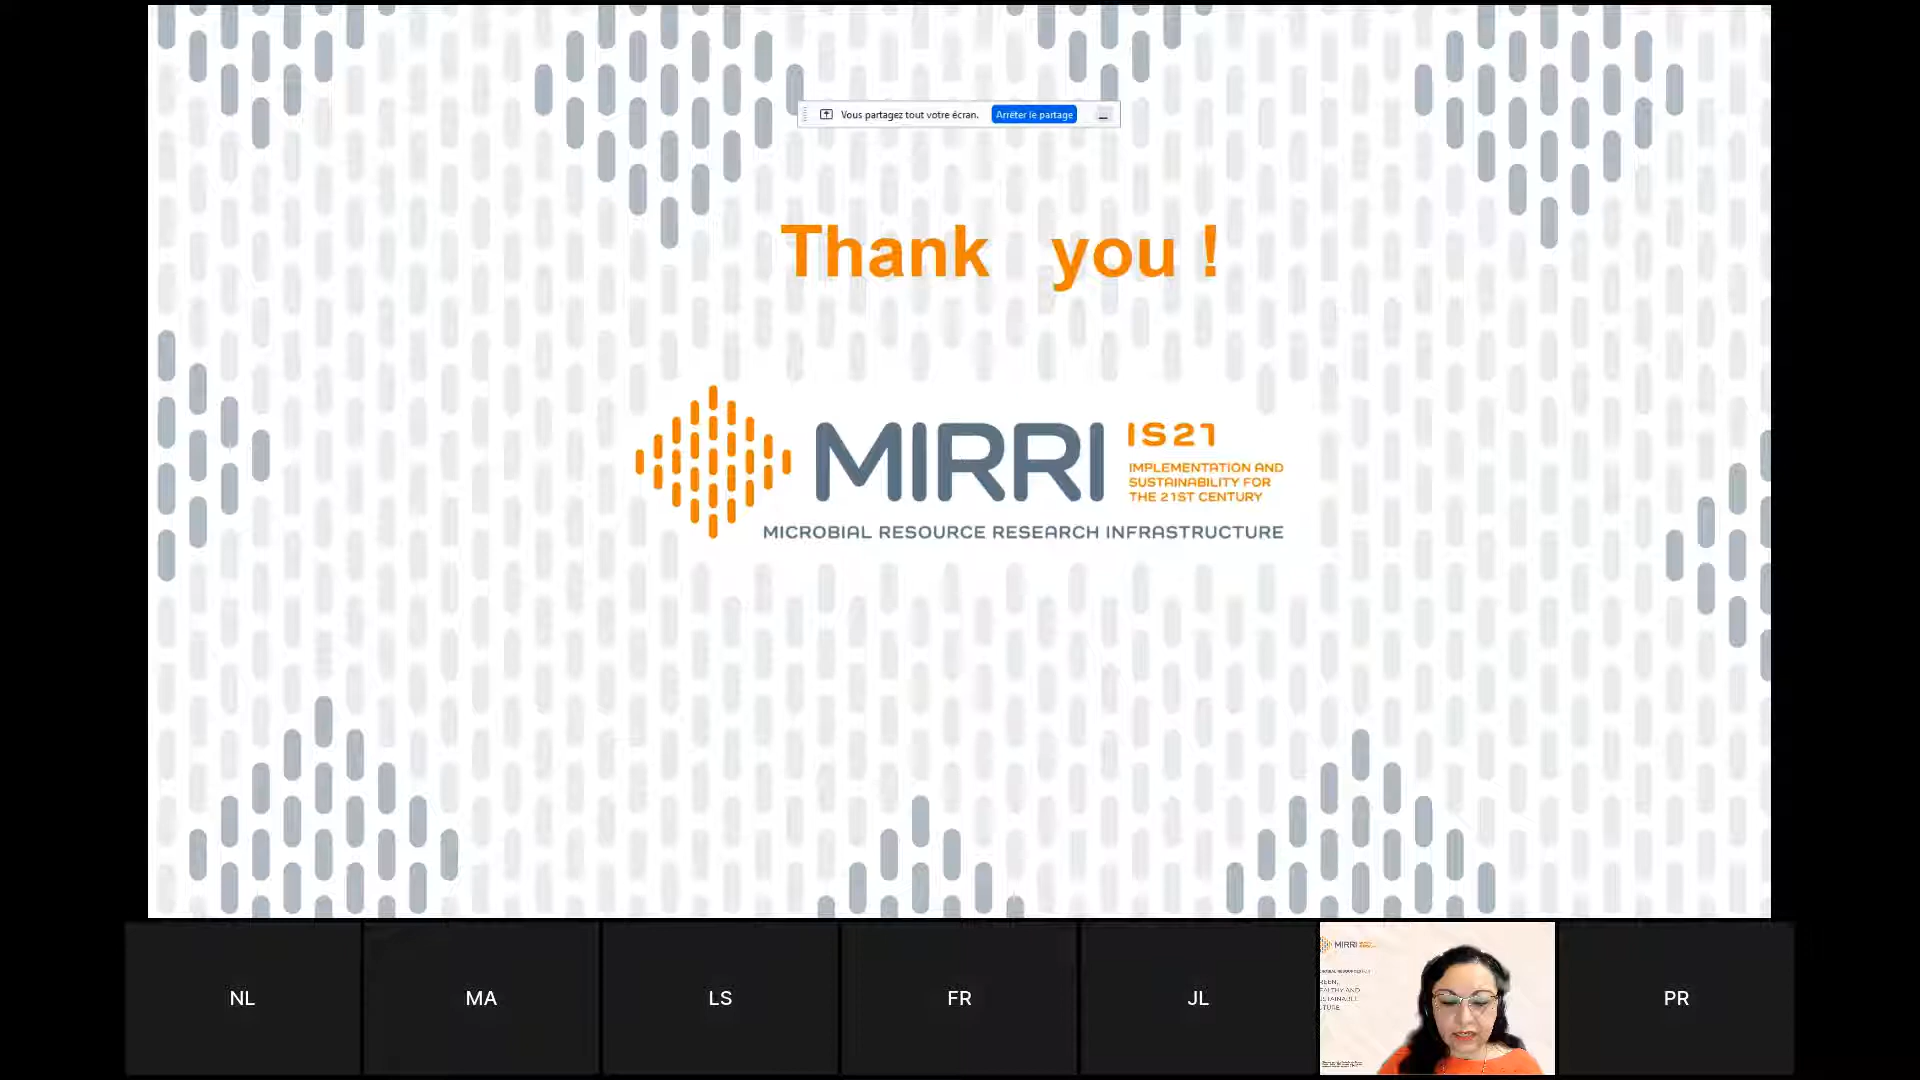 Vous partagez tout votre écran. Arrêter le partage
Thank you !
MIRRI IS21
IMPLEMENTATION AND
SUSTAINABILITY FOR
THE 21ST CENTURY
MICROBIAL RESOURCE RESEARCH INFRASTRUCTURE
NL MA LS FR JL PR
MIRRI